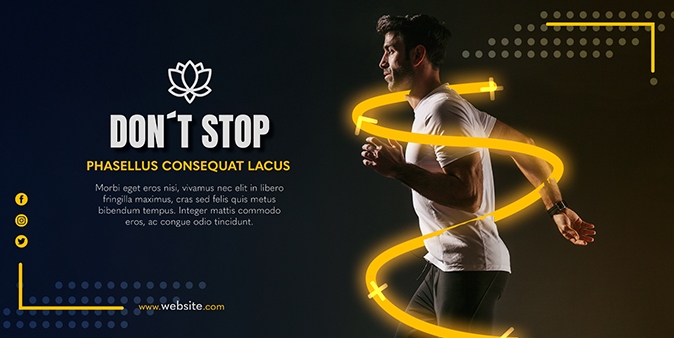 DON´T STOP
PHASELLUS CONSEQUAT LACUS
Morbi eget eros nisi, vivamus nec elit in libero
fringilla maximus, cras sed felis quis metus
bibendum tempus. Integer mattis commodo
eros, ac congue odio tincidunt.
www.website.com